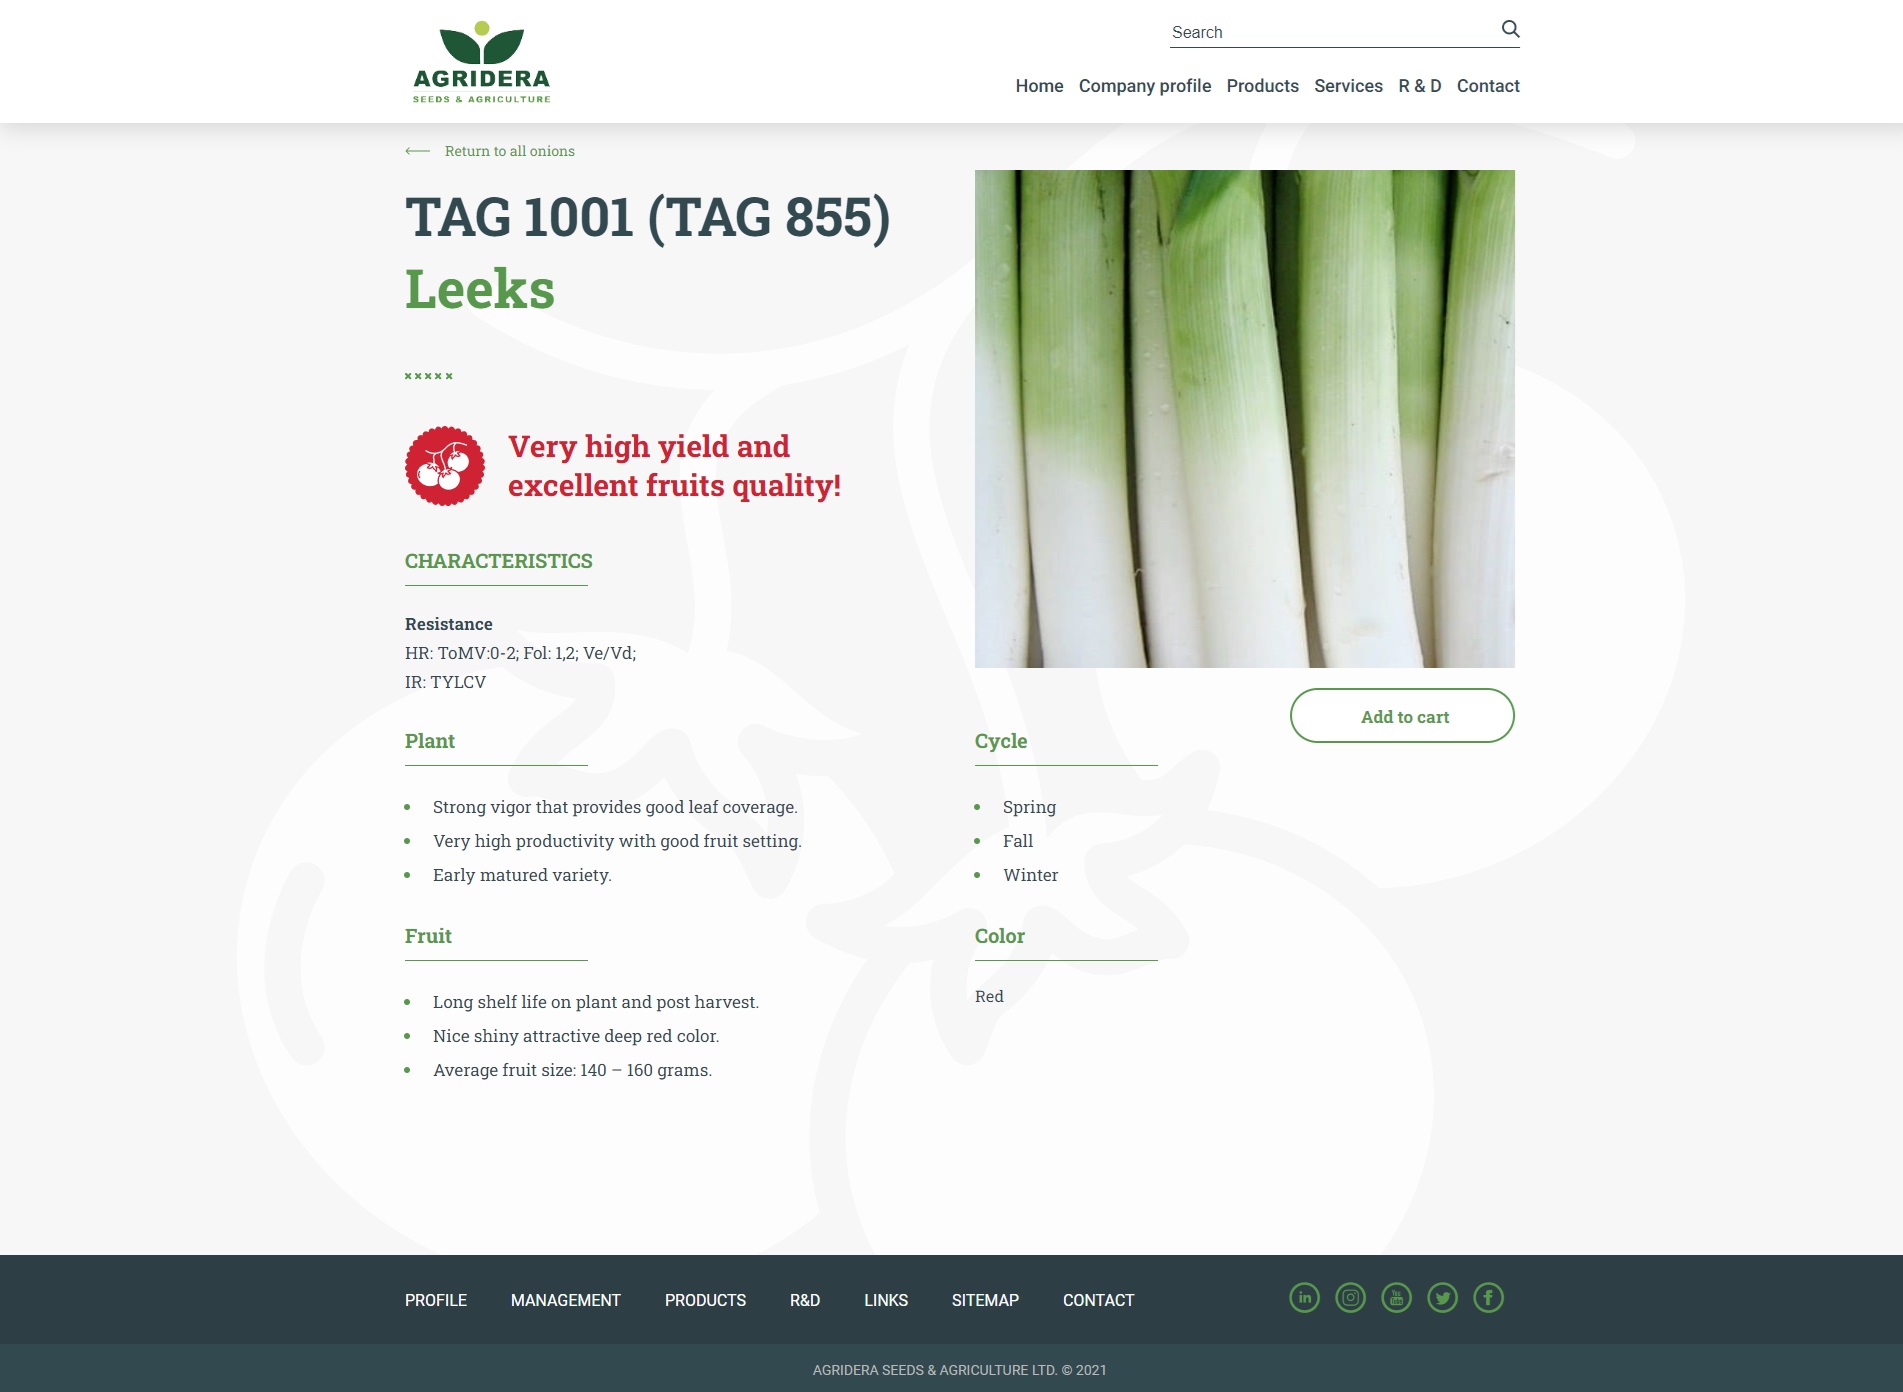 AGRIDERA
SEEDS & AGRICULTURE
Search
Home Company profile Products Services R & D Contact
Return to all onions
TAG 1001 (TAG 855)
Leeks
Very high yield and
excellent fruits quality!
CHARACTERISTICS
Resistance
HR: ToMV:0-2; Fol: 1,2; Ve/Vd;
IR: TYLCV
Add to cart
Plant
Strong vigor that provides good leaf coverage.
Very high productivity with good fruit setting.
Early matured variety.
Cycle
Spring
Fall
Winter
Fruit
Long shelf life on plant and post harvest.
Nice shiny attractive deep red color.
Average fruit size: 140 – 160 grams.
Color
Red
PROFILE MANAGEMENT PRODUCTS R&D LINKS SITEMAP CONTACT
in You Tube f
AGRIDERA SEEDS & AGRICULTURE LTD. © 2021